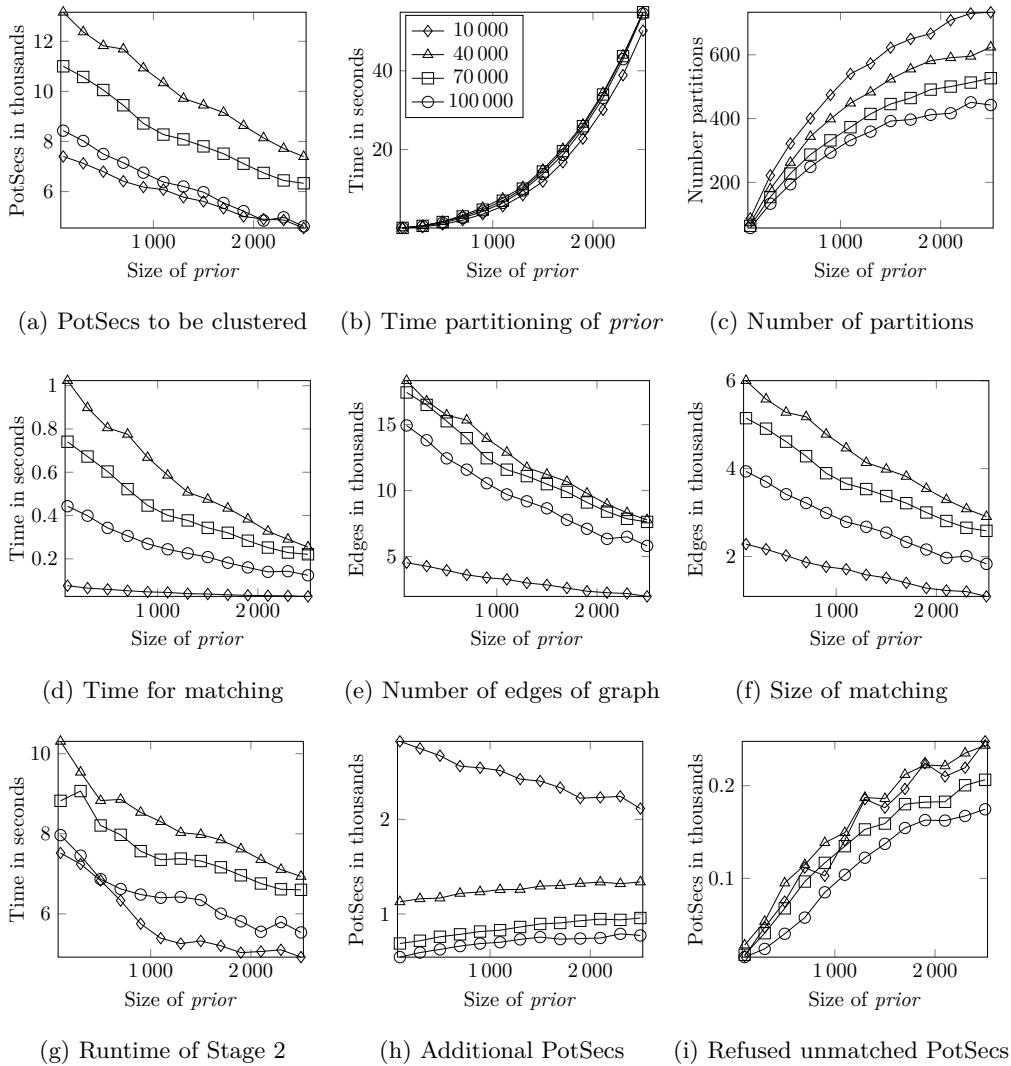 PotSecs in thousands
12
10
8
6
1 000
2 000
Size of prior
(a) PotSecs to be clustered
Time in seconds
40
20
10 000
40 000
70 000
100 000
1 000
2 000
Size of prior
(b) Time partitioning of prior
Number partitions
600
400
200
1 000
2 000
Size of prior
(c) Number of partitions
Time in seconds
1
0.8
0.6
0.4
0.2
1 000
2 000
Size of prior
(d) Time for matching
Edges in thousands
15
10
5
1 000
2 000
Size of prior
(e) Number of edges of graph
Edges in thousands
6
4
2
1 000
2 000
Size of prior
(f) Size of matching
Time in seconds
10
8
6
1 000
2 000
Size of prior
(g) Runtime of Stage 2
PotSecs in thousands
2
1
1 000
2 000
Size of prior
(h) Additional PotSecs
PotSecs in thousands
0.2
0.1
1 000
2 000
Size of prior
(i) Refused unmatched PotSecs